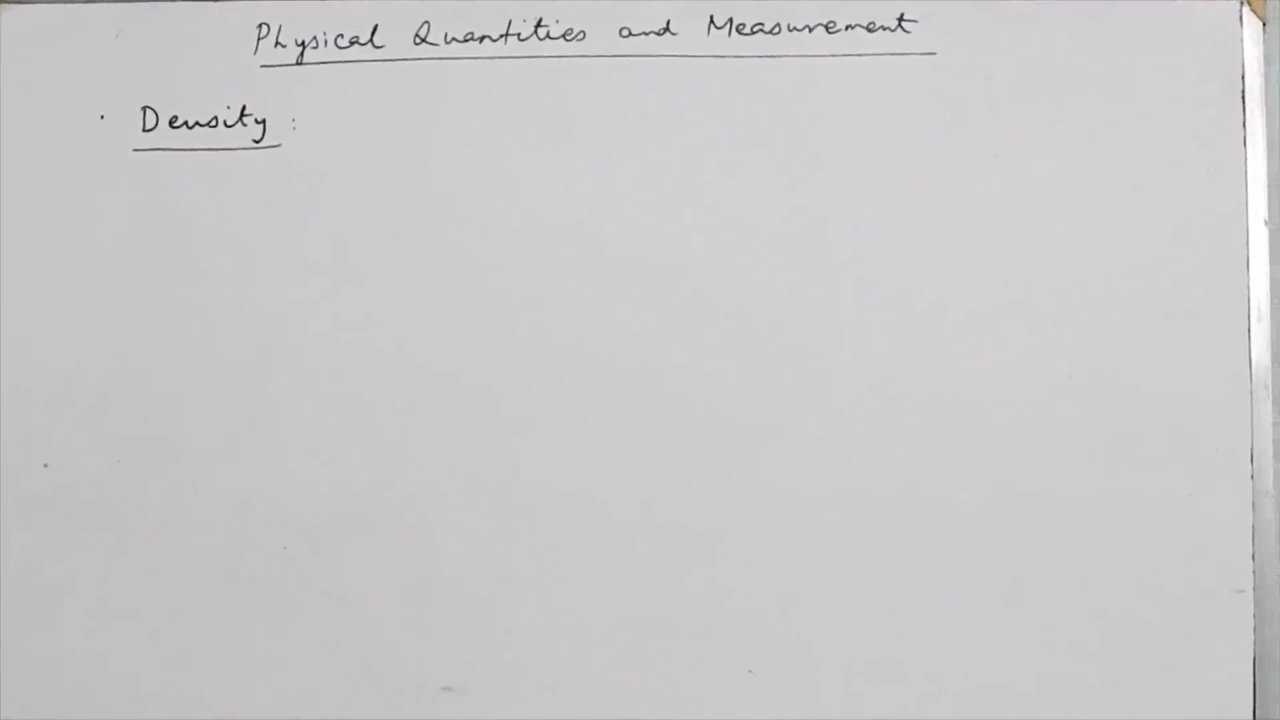 Physical Quantities and Measurement
· Density :